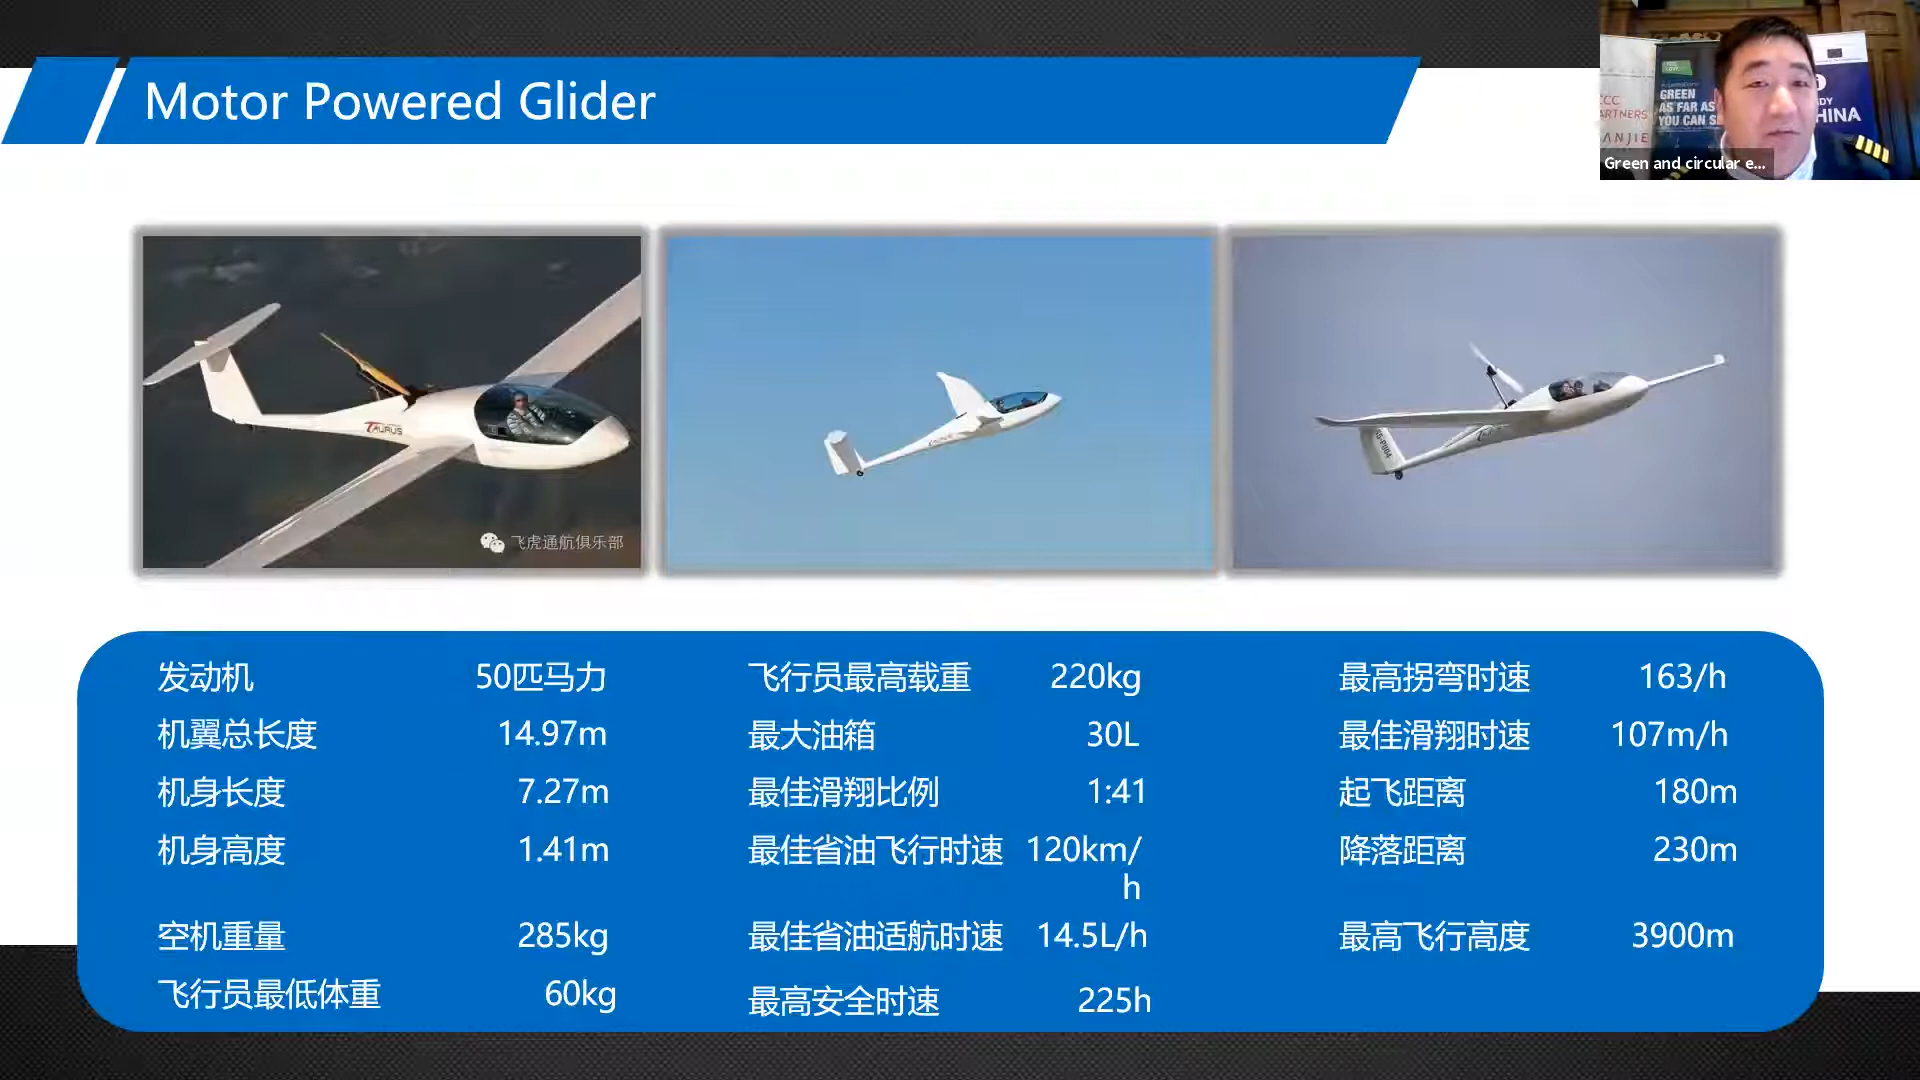 Motor Powered Glider
GREEN
AS FAR AS
YOU CAN S
ARTNERS
ANJIE
HINA
Green and circular e...
TAURUS
飞虎通航俱乐部
发动机 50匹马力 飞行员最高载重 220kg 最高拐弯时速 163/h
机翼总长度 14.97m 最大油箱 30L 最佳滑翔时速 107m/h
机身长度 7.27m 最佳滑翔比例 1:41 起飞距离 180m
机身高度 1.41m 最佳省油飞行时速 120km/ 降落距离 230m
h
空机重量 285kg 最佳省油适航时速 14.5L/h 最高飞行高度 3900m
飞行员最低体重 60kg 最高安全时速 225h